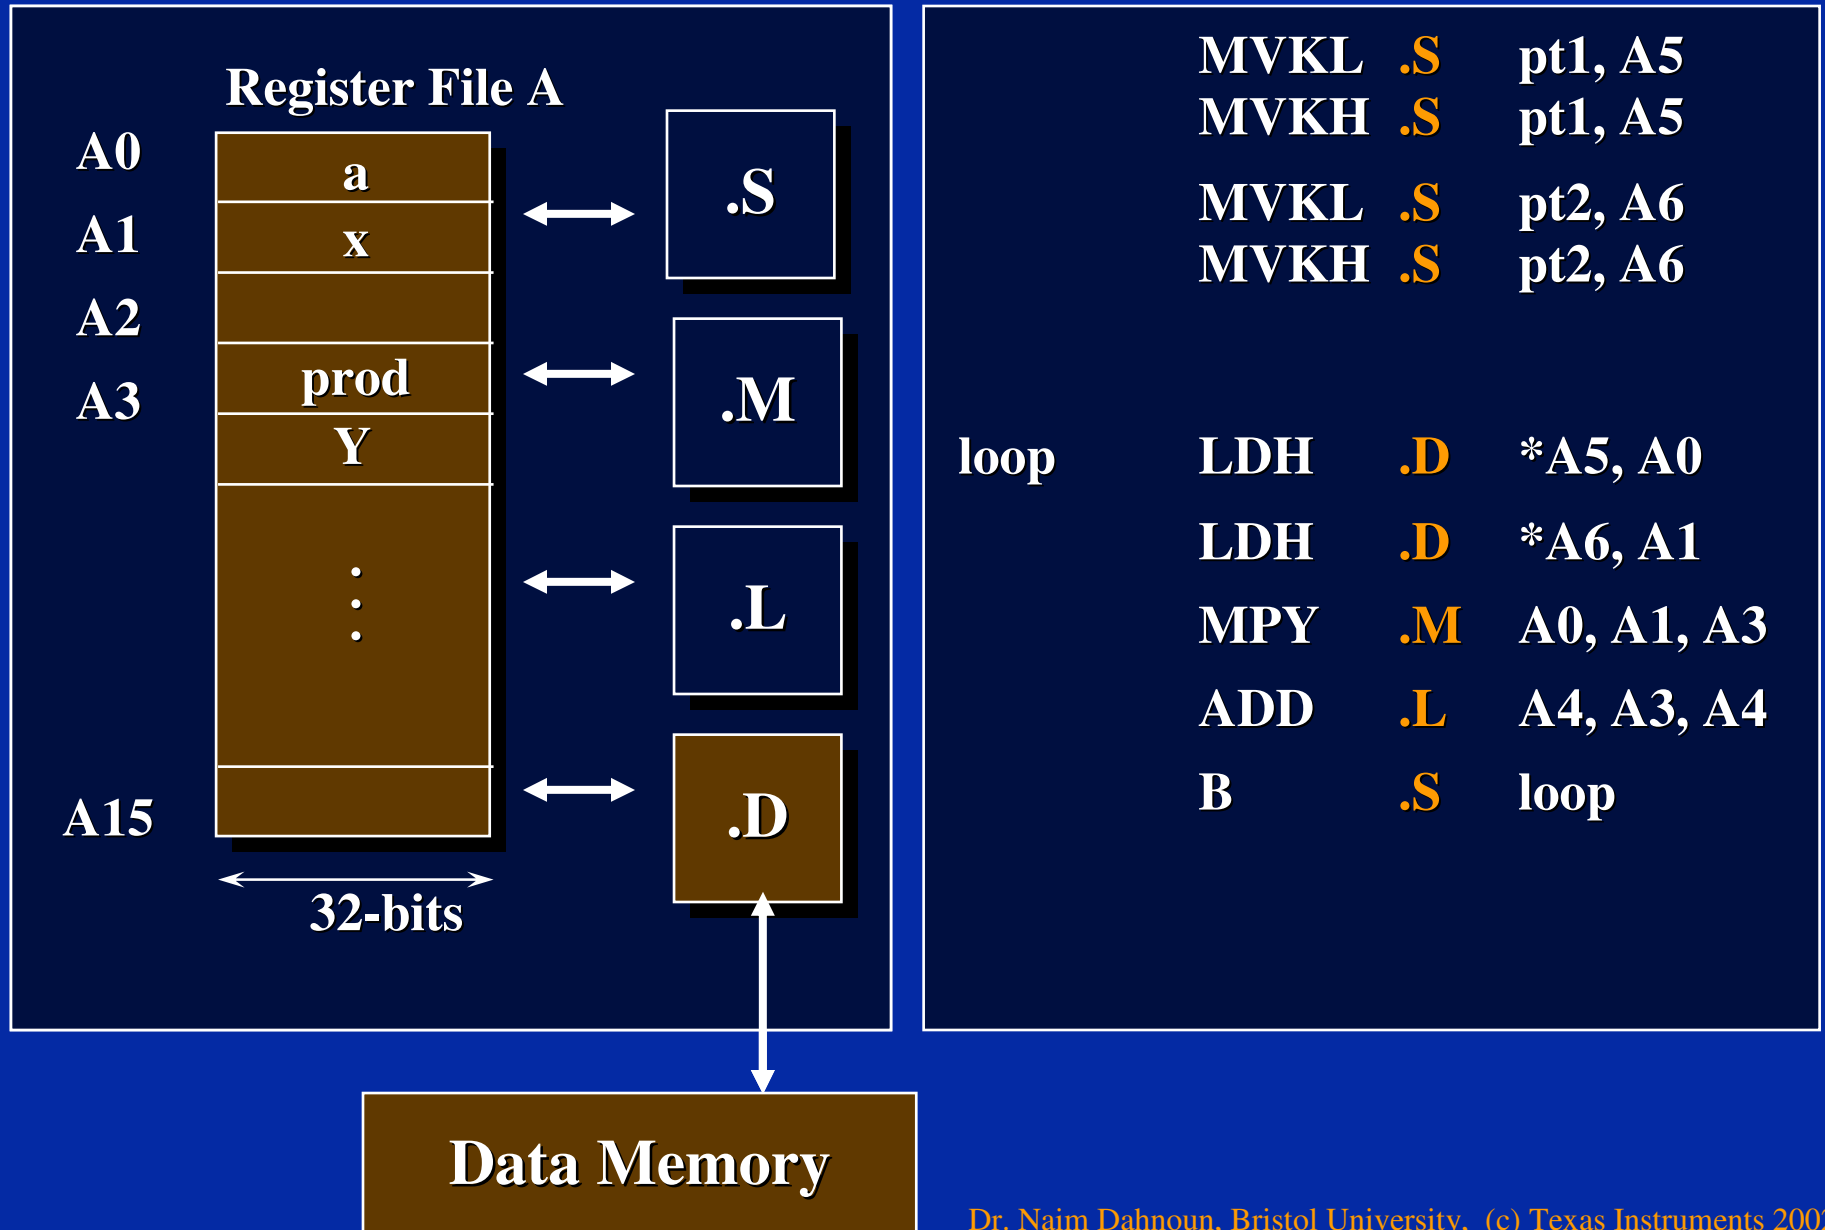 Register File A
A0
a
A1
x
A2
A3
prod
Y
.
.
.
A15
32-bits
.S
.M
.L
.D
Data Memory
MVKL .S pt1, A5
MVKH .S pt1, A5
MVKL .S pt2, A6
MVKH .S pt2, A6
loop LDH .D *A5, A0
LDH .D *A6, A1
MPY .M A0, A1, A3
ADD .L A4, A3, A4
B .S loop
Dr. Naim Dahnoun, Bristol University, (c) Texas Instruments